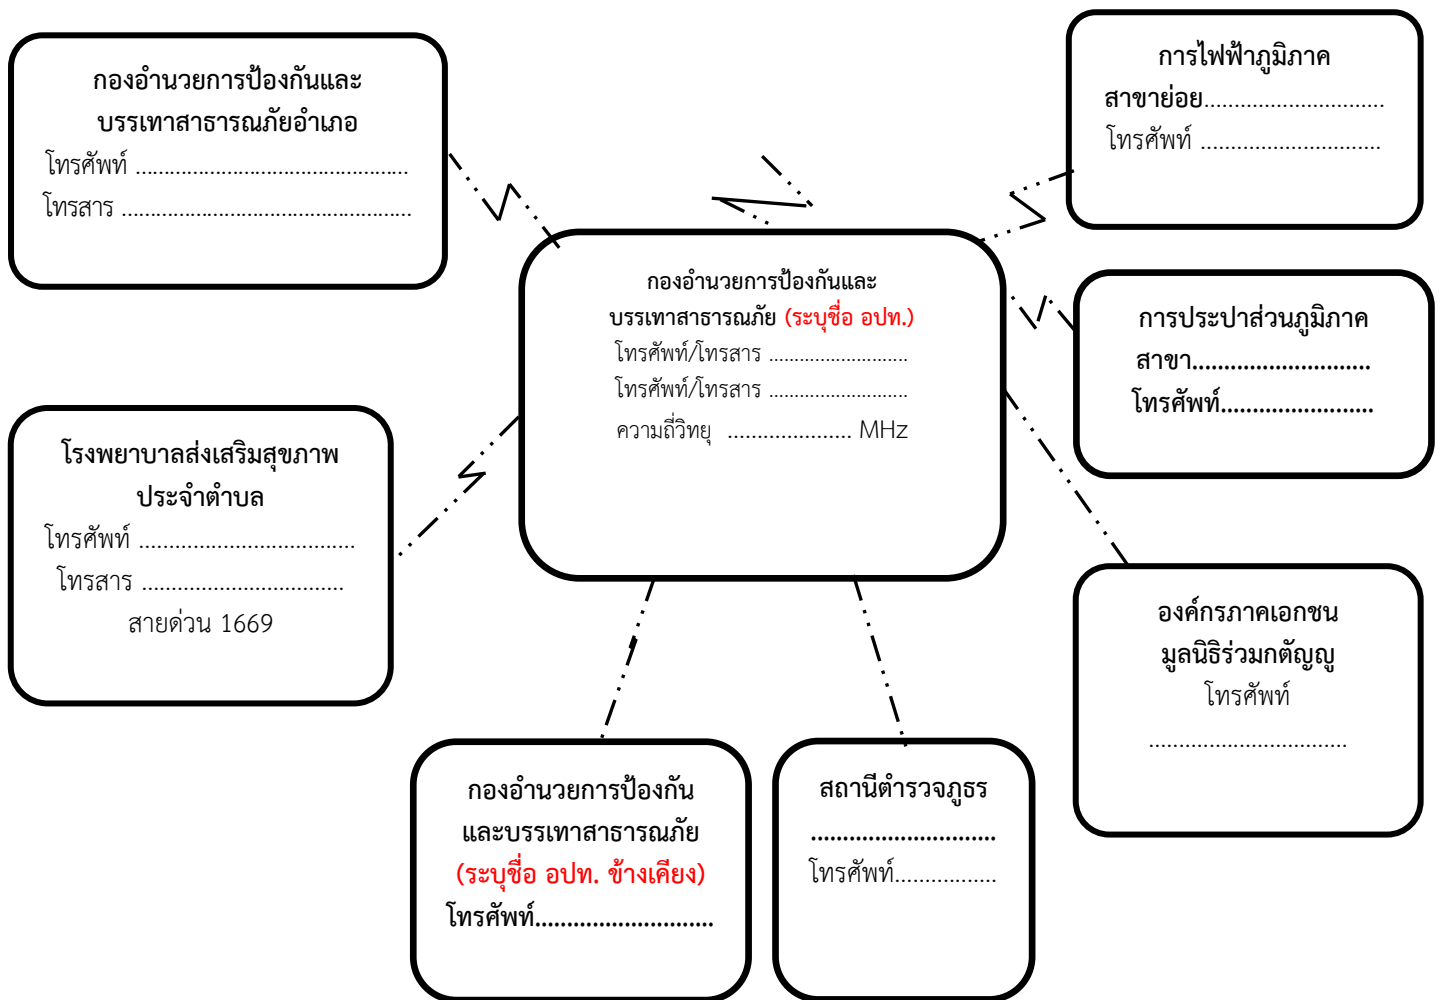 กองอำนวยการป้องกันและ
บรรเทาสาธารณภัยอำเภอ
โทรศัพท์ ................................................
โทรสาร ...................................................
การไฟฟ้าภูมิภาค
สาขาย่อย..............................
โทรศัพท์ ..............................
กองอำนวยการป้องกันและ
บรรเทาสาธารณภัย (ระบุชื่อ อปท.)
โทรศัพท์/โทรสาร ............................
โทรศัพท์/โทรสาร ............................
ความถี่วิทยุ ..................... MHz
การประปาส่วนภูมิภาค
สาขา............................
โทรศัพท์........................
โรงพยาบาลส่งเสริมสุขภาพ
ประจำตำบล
โทรศัพท์ ....................................
โทรสาร ..................................
สายด่วน 1669
องค์กรภาคเอกชน
มูลนิธิร่วมกตัญญู
โทรศัพท์
.................................
กองอำนวยการป้องกัน
และบรรเทาสาธารณภัย
(ระบุชื่อ อปท. ข้างเคียง)
โทรศัพท์............................
สถานีตำรวจภูธร
.............................
โทรศัพท์.................